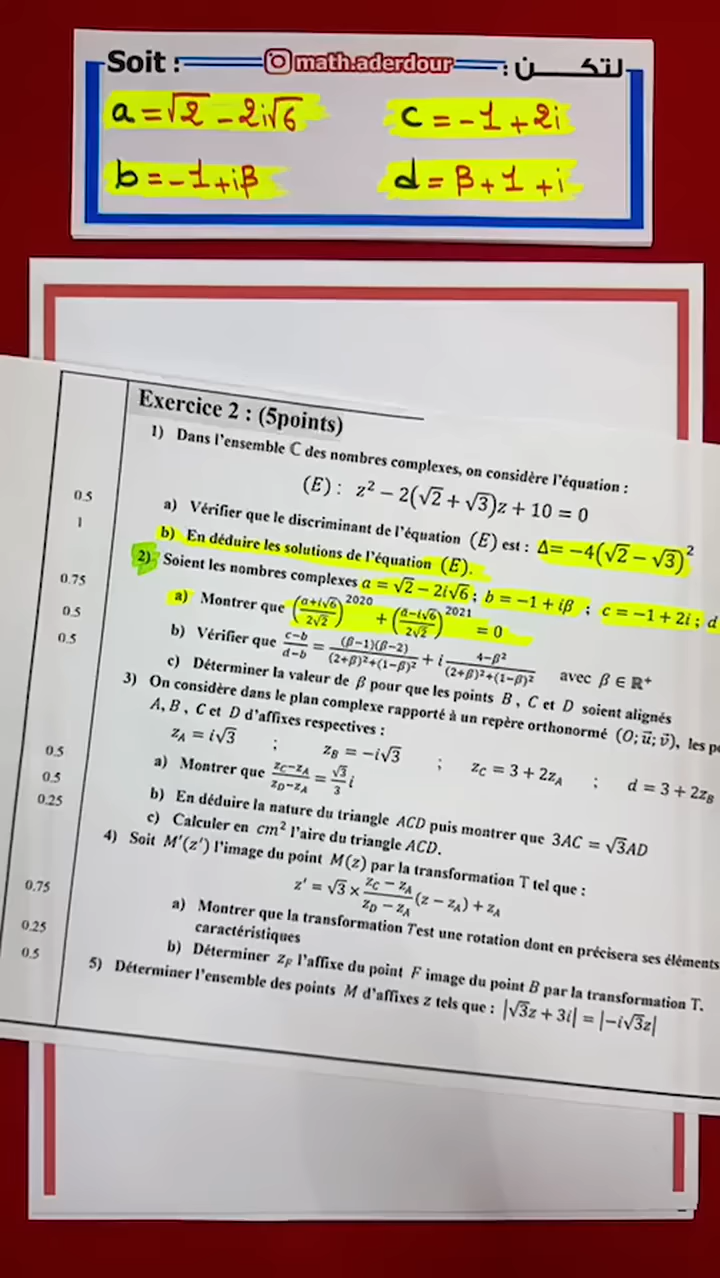 Soit : math.aderdour لتكن :
a = √2 - 2i√6 c = -1 + 2i
b = -1 + iβ d = β + 1 + i
Exercice 2 : (5points)
1) Dans l'ensemble ℂ des nombres complexes, on considère l'équation :
(E) : z² − 2(√2 + √3)z + 10 = 0
0.5 a) Vérifier que le discriminant de l'équation (E) est : Δ= −4(√2 − √3)²
1 b) En déduire les solutions de l'équation (E).
2) Soient les nombres complexes a = √2 − 2i√6 ; b = −1 + iβ ; c = −1 + 2i ; d
0.75 a) Montrer que ((a+i√6)/(2√2))^2020 + ((a−i√6)/(2√2))^2021 = 0
0.5 b) Vérifier que (c−b)/(d−b) = ((β−1)(β−2))/((2+β)²+(1−β)²) + i (4−β²)/((2+β)²+(1−β)²) avec β ∈ ℝ⁺
0.5 c) Déterminer la valeur de β pour que les points B , C et D soient alignés
3) On considère dans le plan complexe rapporté à un repère orthonormé (O; u⃗; v⃗), les
A, B , C et D d'affixes respectives :
z_A = i√3 ; z_B = −i√3 ; z_C = 3 + 2z_A ; d = 3 + 2z_B
0.5 a) Montrer que (z_C−z_A)/(z_D−z_A) = (√3/3)i
0.5 b) En déduire la nature du triangle ACD puis montrer que 3AC = √3AD
0.25 c) Calculer en cm² l'aire du triangle ACD.
4) Soit M′(z′) l'image du point M(z) par la transformation T tel que :
z′ = √3 × (z_C − z_A)/(z_D − z_A) (z − z_A) + z_A
0.75 a) Montrer que la transformation Test une rotation dont en précisera ses éléments
caractéristiques
0.25 b) Déterminer z_F l'affixe du point F image du point B par la transformation T.
0.5 5) Déterminer l'ensemble des points M d'affixes z tels que : |√3z + 3i| = |−i√3z|